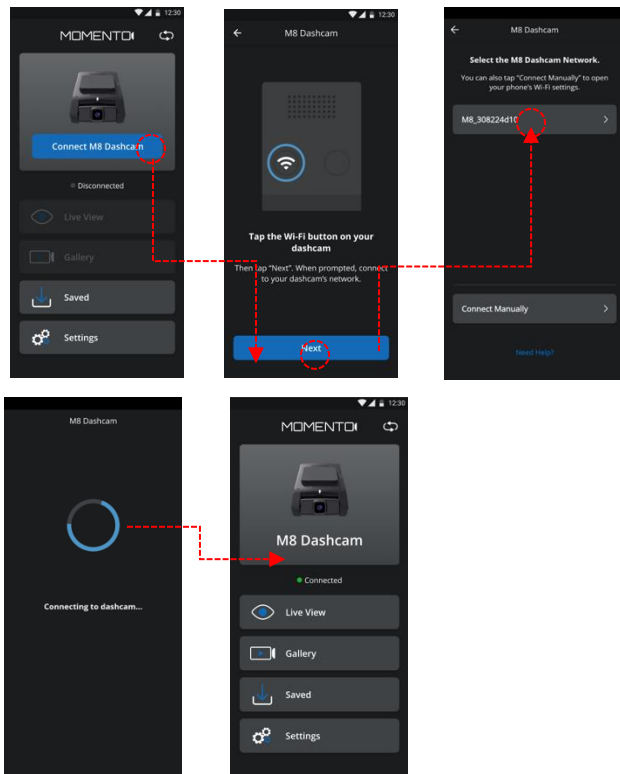 12:30
MOMENTO
Connect M8 Dashcam
Disconnected
Live View
Gallery
Saved
Settings
12:30
M8 Dashcam
Tap the Wi-Fi button on your
dashcam
Then tap "Next". When prompted, connect
to your dashcam's network.
Next
M8 Dashcam
Select the M8 Dashcam Network.
You can also tap "Connect Manually" to open
your phone's Wi-Fi settings.
M8_308224d10
Connect Manually
Need Help?
M8 Dashcam
Connecting to dashcam...
12:30
MOMENTO
M8 Dashcam
Connected
Live View
Gallery
Saved
Settings